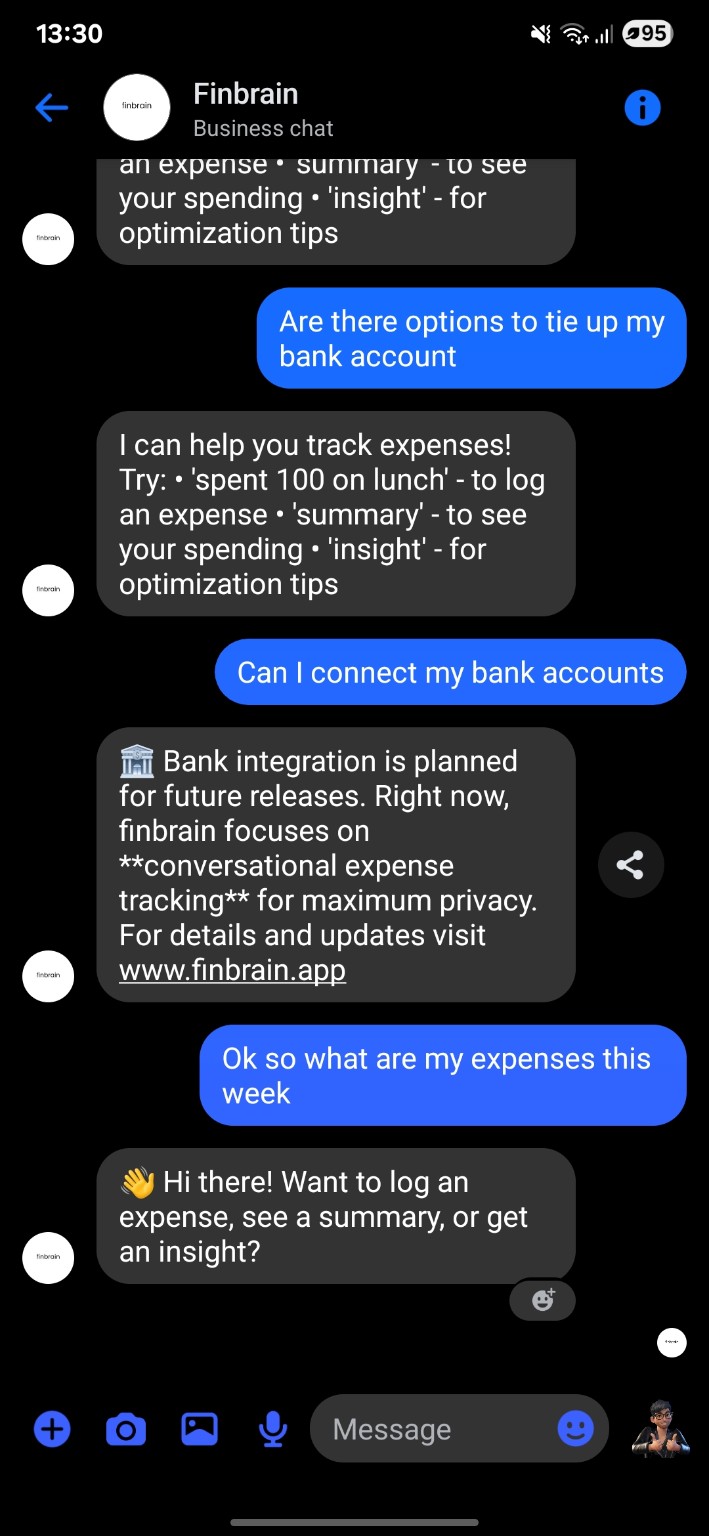 13:30
95
finbrain
Finbrain
Business chat
an expense • 'summary' - to see
your spending • 'insight' - for
optimization tips
finbrain
Are there options to tie up my
bank account
I can help you track expenses!
Try: • 'spent 100 on lunch' - to log
an expense • 'summary' - to see
your spending • 'insight' - for
optimization tips
finbrain
Can I connect my bank accounts
🏦 Bank integration is planned
for future releases. Right now,
finbrain focuses on
**conversational expense
tracking** for maximum privacy.
For details and updates visit
www.finbrain.app
finbrain
Ok so what are my expenses this
week
👋 Hi there! Want to log an
expense, see a summary, or get
an insight?
finbrain
Message